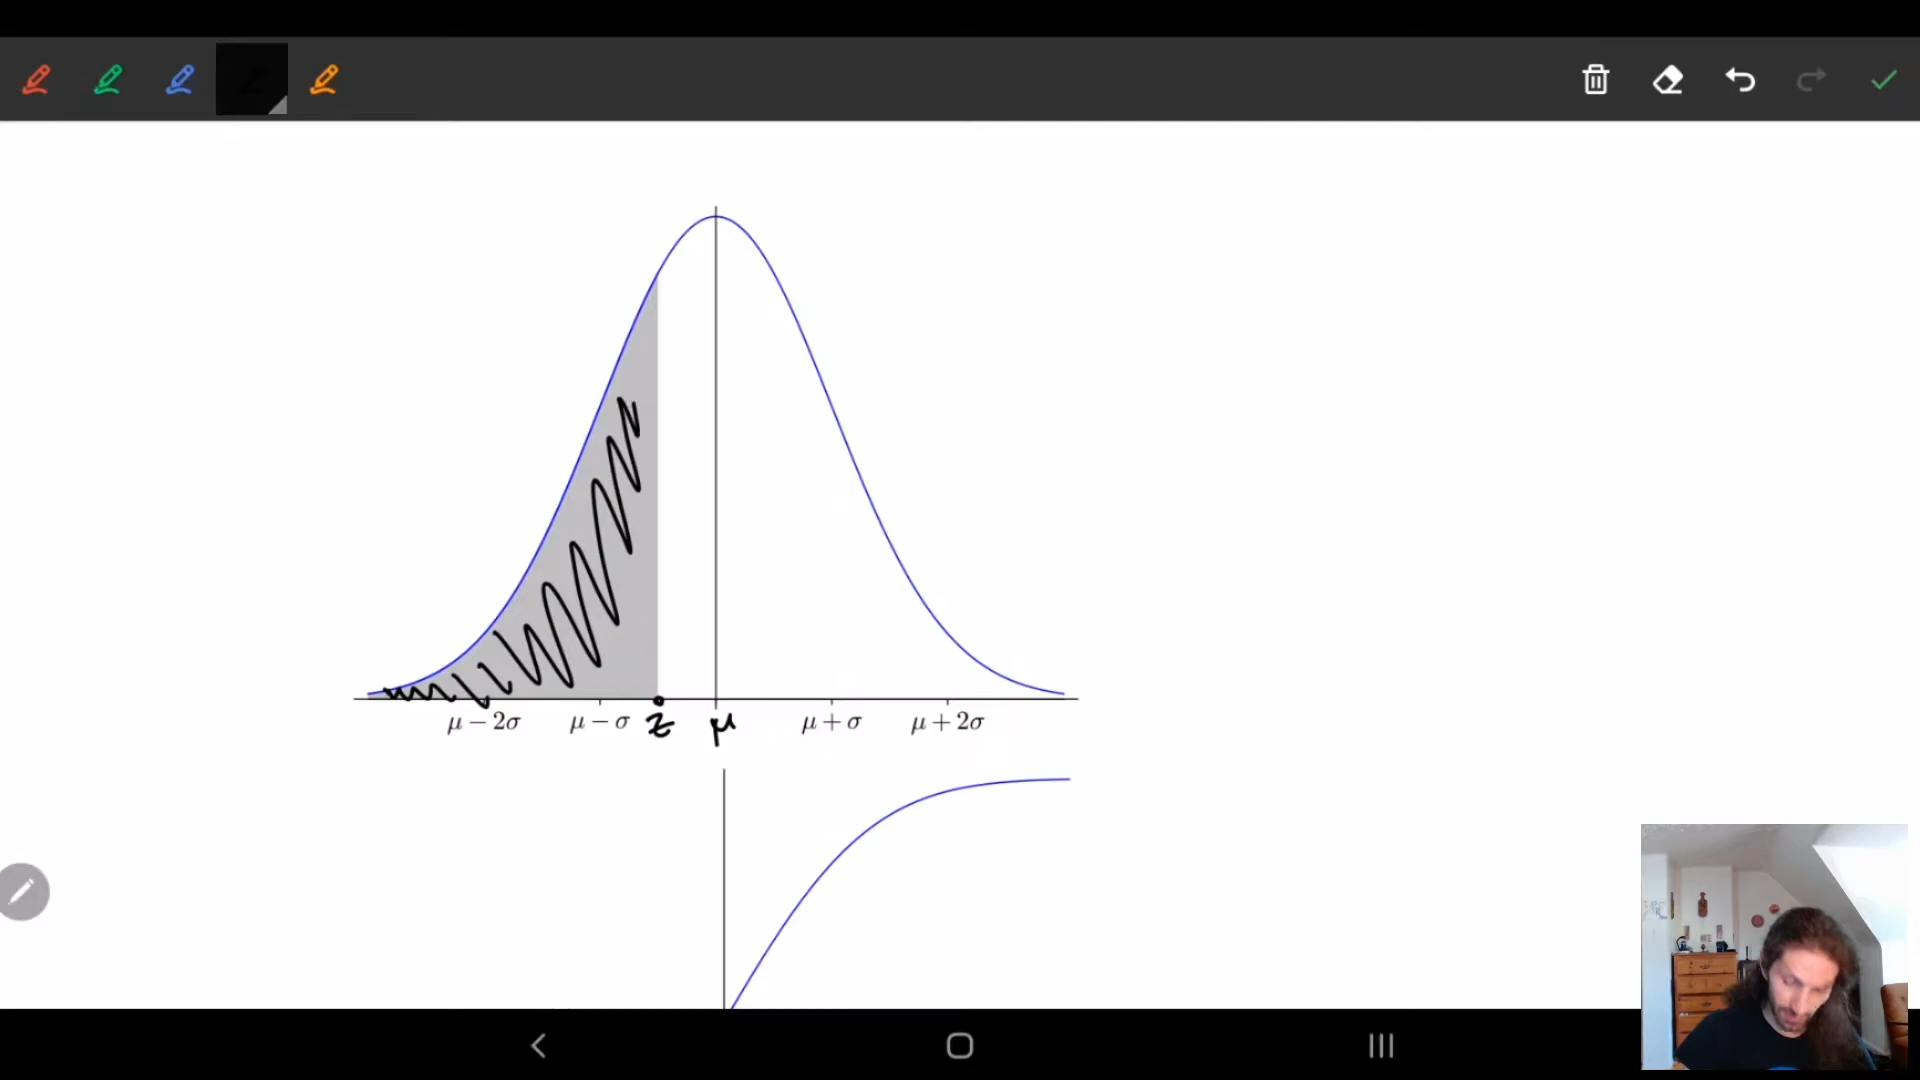 μ − 2σ μ − σ z μ μ + σ μ + 2σ